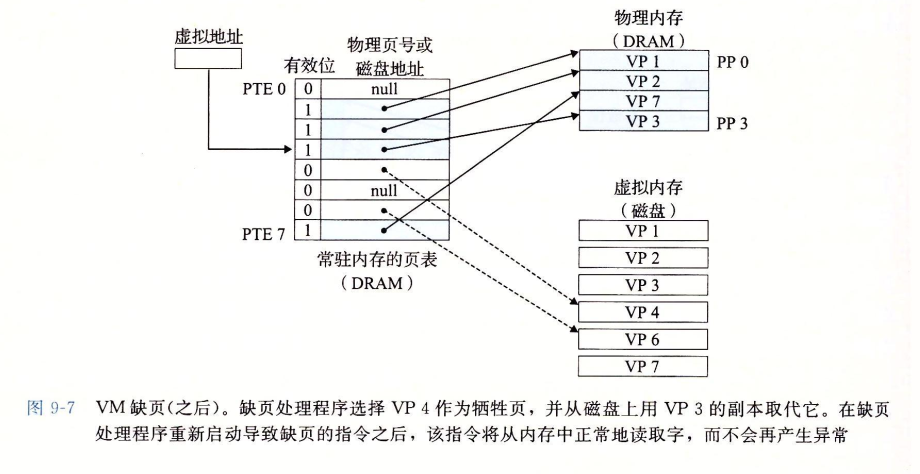 虚拟地址
物理页号或
有效位 磁盘地址
PTE 0 0 null
1
1
1
0
0 null
0
PTE 7 1
常驻内存的页表
（DRAM）
物理内存
（DRAM）
VP 1 PP 0
VP 2
VP 7
VP 3 PP 3
虚拟内存
（磁盘）
VP 1
VP 2
VP 3
VP 4
VP 6
VP 7
图 9-7 VM 缺页(之后)。缺页处理程序选择 VP 4 作为牺牲页，并从磁盘上用 VP 3 的副本取代它。在缺页
处理程序重新启动导致缺页的指令之后，该指令将从内存中正常地读取字，而不会再产生异常